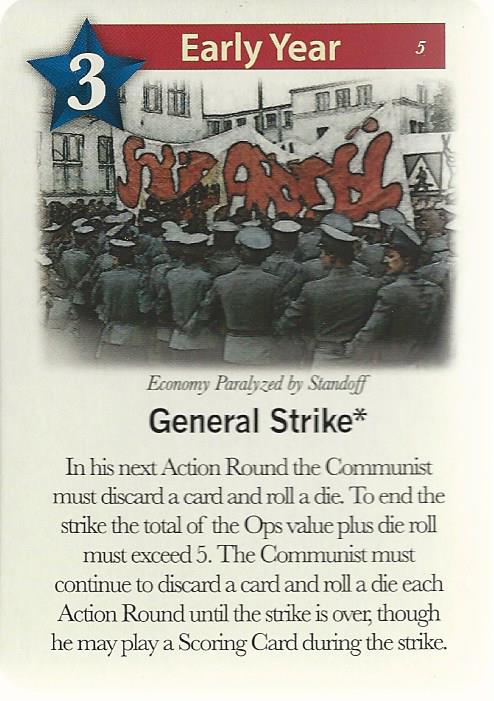 3
Early Year
5
Economy Paralyzed by Standoff
General Strike*
In his next Action Round the Communist
must discard a card and roll a die. To end the
strike the total of the Ops value plus die roll
must exceed 5. The Communist must
continue to discard a card and roll a die each
Action Round until the strike is over, though
he may play a Scoring Card during the strike.